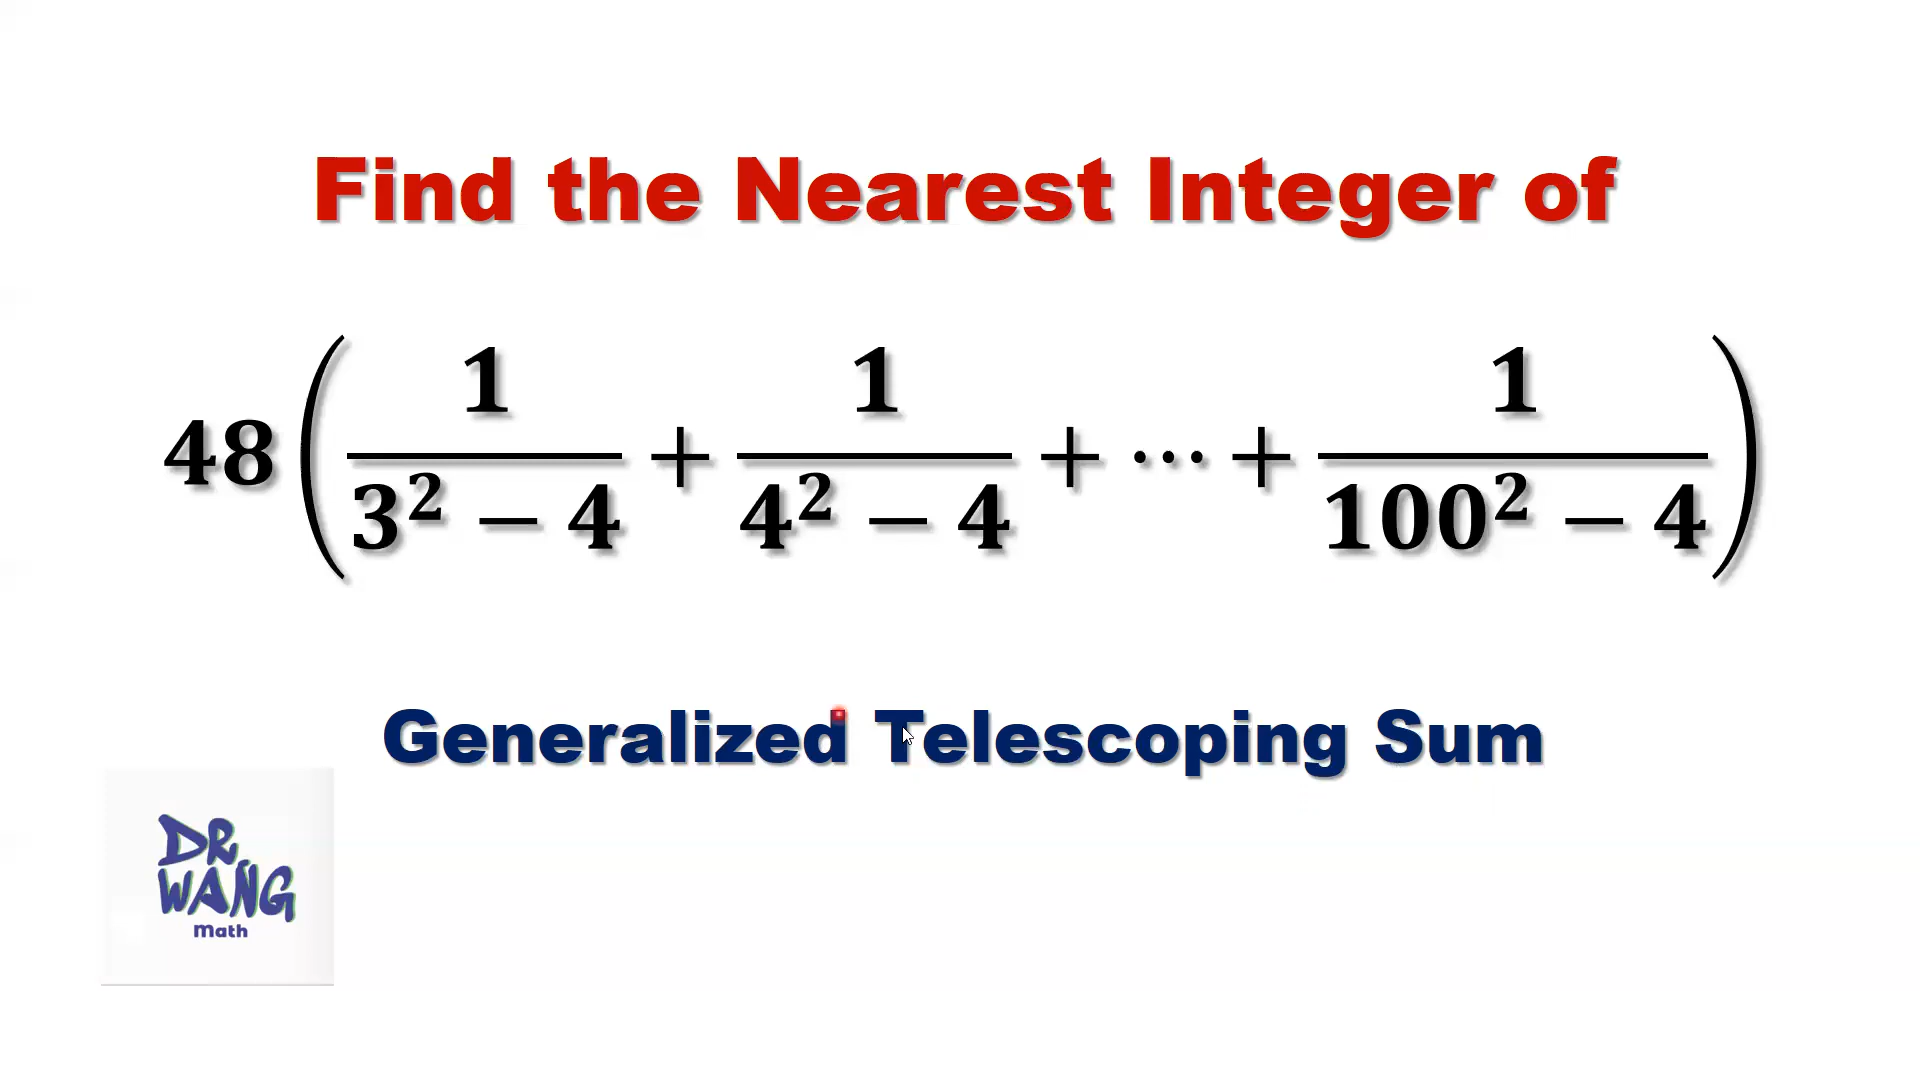 Find the Nearest Integer of
48 ( 1/(3² − 4) + 1/(4² − 4) + ⋯ + 1/(100² − 4) )
Generalized Telescoping Sum
DR
WANG
Math